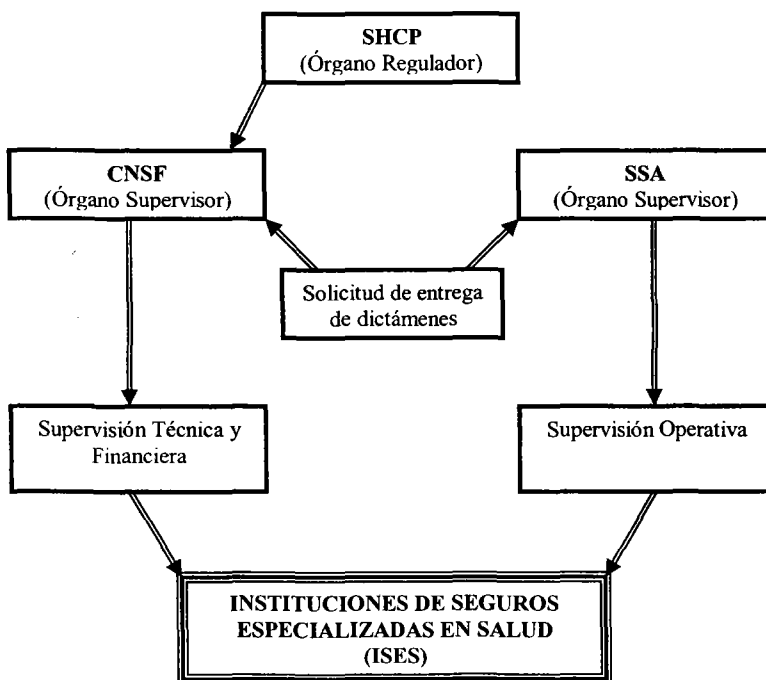 SHCP
(Órgano Regulador)
CNSF
(Órgano Supervisor)
SSA
(Órgano Supervisor)
Solicitud de entrega
de dictámenes
Supervisión Técnica y
Financiera
Supervisión Operativa
INSTITUCIONES DE SEGUROS
ESPECIALIZADAS EN SALUD
(ISES)